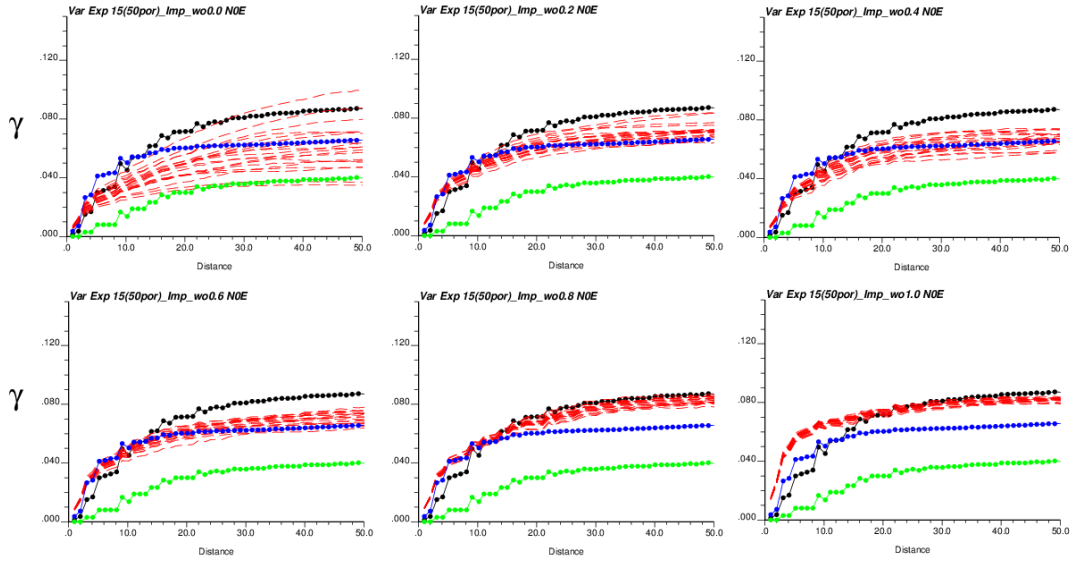 Var Exp 15(50por)_Imp_wo0.0 N0E
Var Exp 15(50por)_Imp_wo0.2 N0E
Var Exp 15(50por)_Imp_wo0.4 N0E
γ
.120
.080
.040
.000
.0 10.0 20.0 30.0 40.0 50.0
Distance
.120
.080
.040
.000
.0 10.0 20.0 30.0 40.0 50.0
Distance
.120
.080
.040
.000
.0 10.0 20.0 30.0 40.0 50.0
Distance
Var Exp 15(50por)_Imp_wo0.6 N0E
Var Exp 15(50por)_Imp_wo0.8 N0E
Var Exp 15(50por)_Imp_wo1.0 N0E
γ
.120
.080
.040
.000
.0 10.0 20.0 30.0 40.0 50.0
Distance
.120
.080
.040
.000
.0 10.0 20.0 30.0 40.0 50.0
Distance
.120
.080
.040
.000
.0 10.0 20.0 30.0 40.0 50.0
Distance